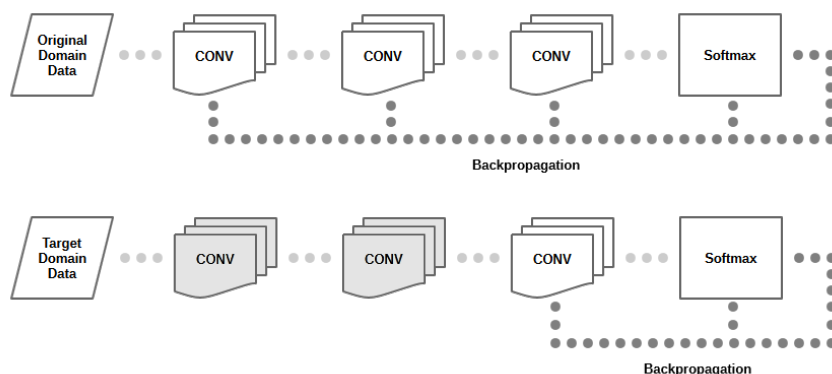 Original
Domain
Data
CONV
CONV
CONV
Softmax
Backpropagation
Target
Domain
Data
CONV
CONV
CONV
Softmax
Backpropagation